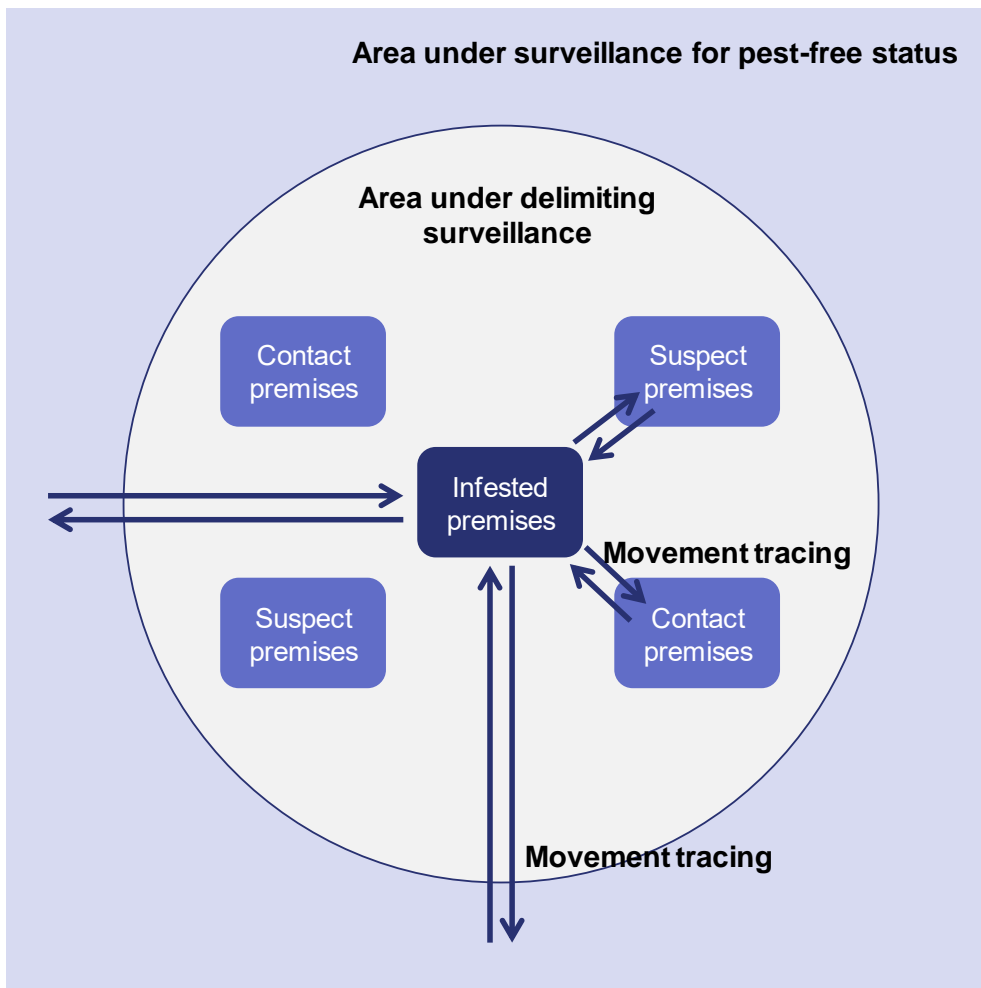 Area under surveillance for pest-free status
Area under delimiting
surveillance
Contact
premises
Suspect
premises
Infested
premises
Movement tracing
Suspect
premises
Contact
premises
Movement tracing